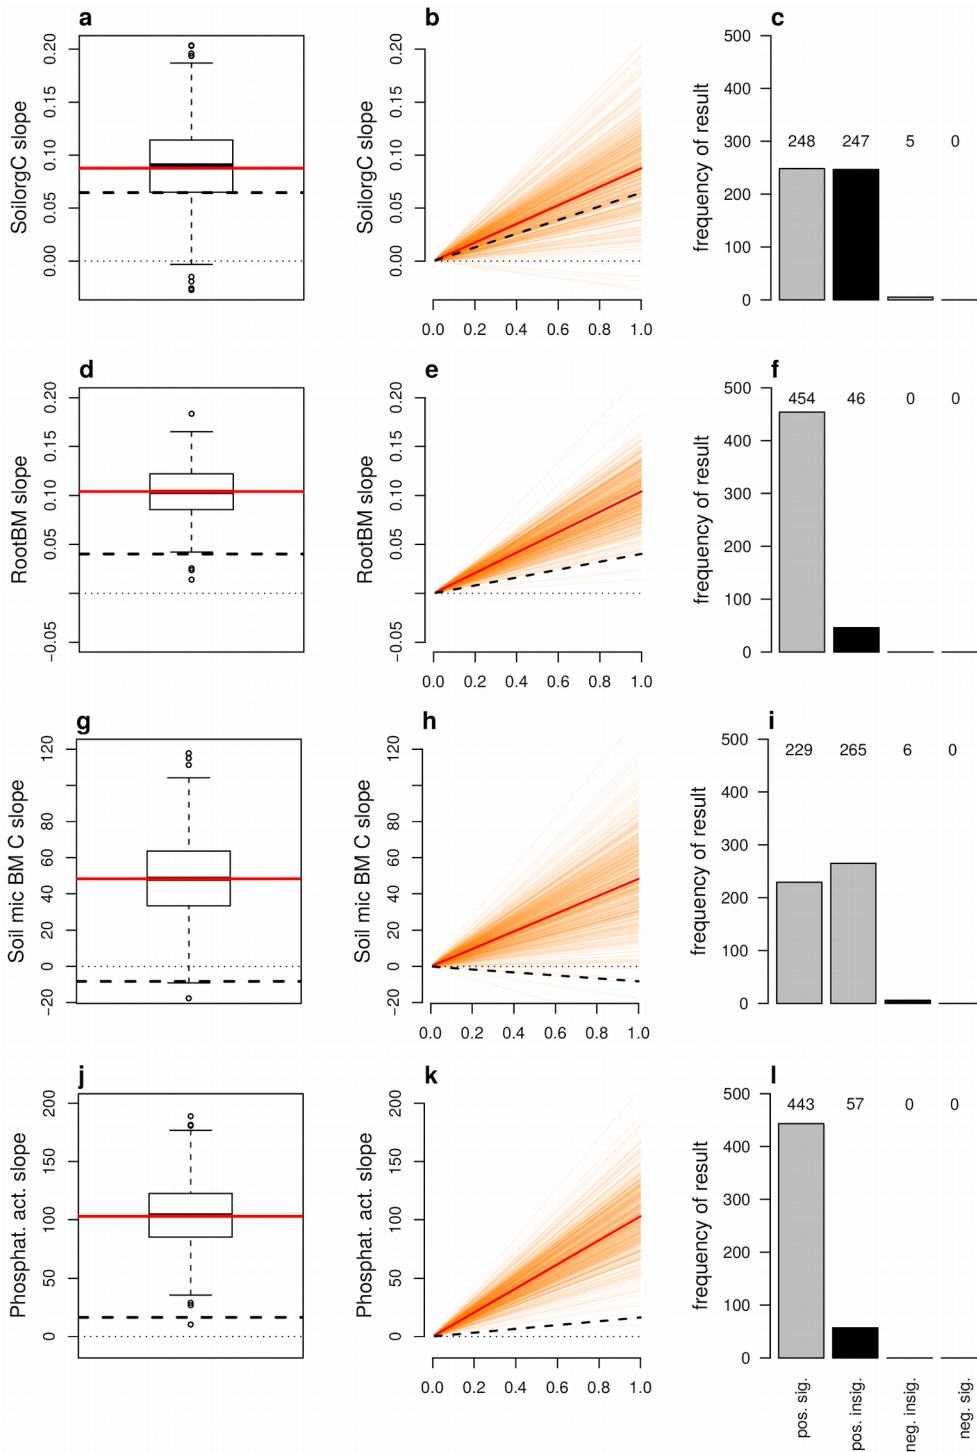 a
SoilorgC slope
0.20
0.15
0.10
0.05
0.00
b
SoilorgC slope
0.20
0.15
0.10
0.05
0.00
0.0 0.2 0.4 0.6 0.8 1.0
c
frequency of result
500
400
300
200
100
0
248 247 5 0
d
RootBM slope
0.20
0.15
0.10
0.05
−0.05
e
RootBM slope
0.20
0.15
0.10
0.05
−0.05
0.0 0.2 0.4 0.6 0.8 1.0
f
frequency of result
500
400
300
200
100
0
454 46 0 0
g
Soil mic BM C slope
120
80
60
40
20
0
−20
h
Soil mic BM C slope
120
80
60
40
20
0
−20
0.0 0.2 0.4 0.6 0.8 1.0
i
frequency of result
500
400
300
200
100
0
229 265 6 0
j
Phosphat. act. slope
200
150
100
50
0
k
Phosphat. act. slope
200
150
100
50
0
0.0 0.2 0.4 0.6 0.8 1.0
l
frequency of result
500
400
300
200
100
0
443 57 0 0
pos. sig.
pos. insig.
neg. insig.
neg. sig.